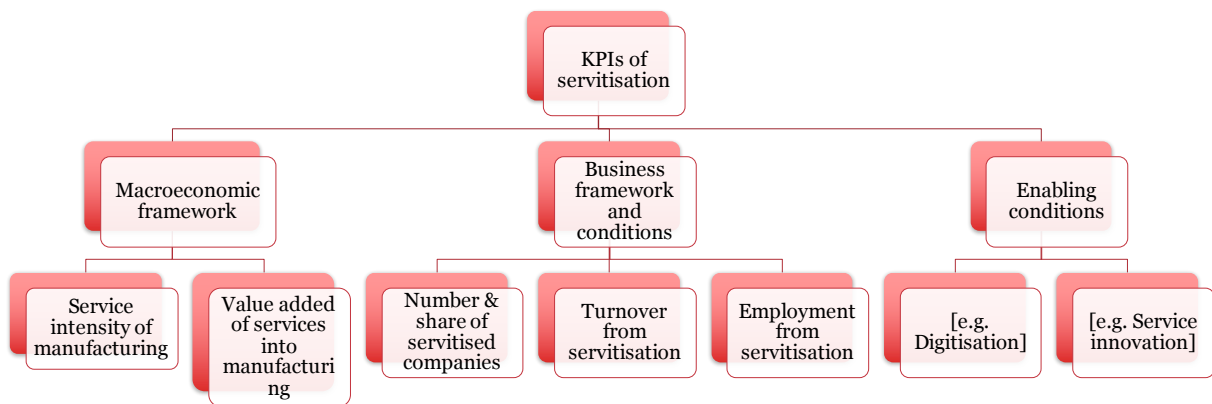 KPIs of
servitisation
Macroeconomic
framework
Business
framework
and
conditions
Enabling
conditions
Service
intensity of
manufacturing
Value added
of services
into
manufacturi
ng
Number &
share of
servitised
companies
Turnover
from
servitisation
Employment
from
servitisation
[e.g.
Digitisation]
[e.g. Service
innovation]